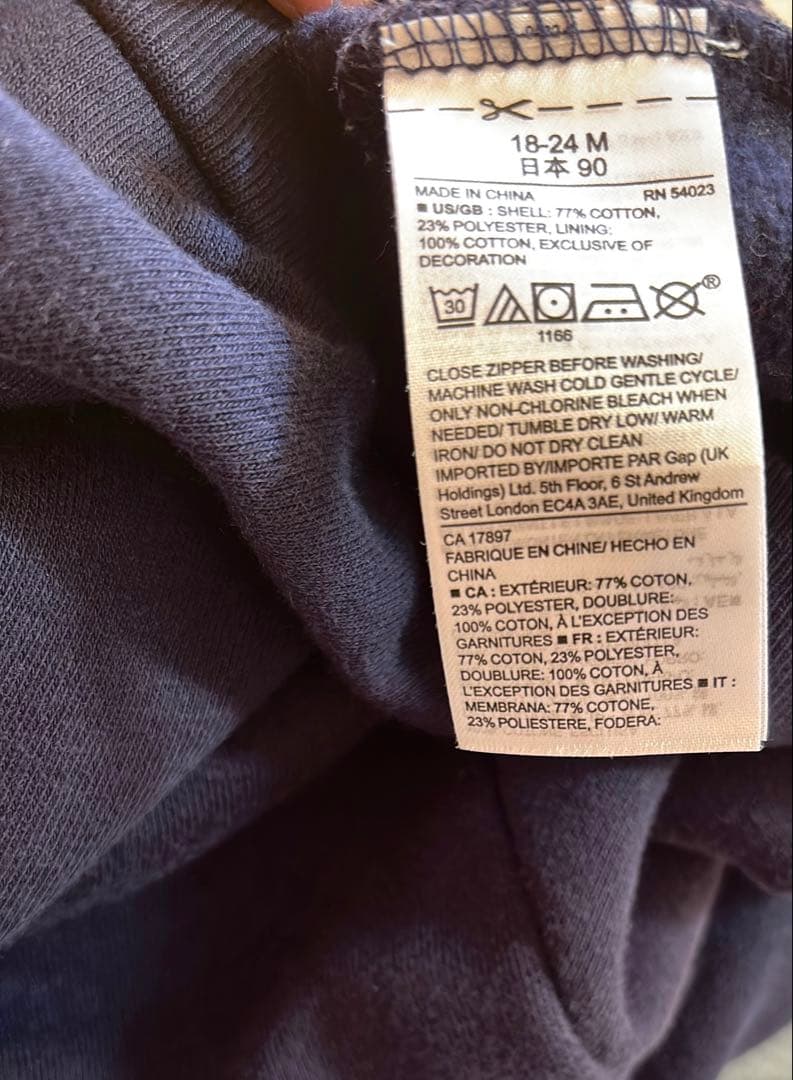 18-24 M
日本 90
MADE IN CHINA RN 54023
■ US/GB : SHELL: 77% COTTON,
23% POLYESTER, LINING:
100% COTTON, EXCLUSIVE OF
DECORATION
30
®
1166
CLOSE ZIPPER BEFORE WASHING/
MACHINE WASH COLD GENTLE CYCLE/
ONLY NON-CHLORINE BLEACH WHEN
NEEDED/ TUMBLE DRY LOW/ WARM
IRON/ DO NOT DRY CLEAN
IMPORTED BY/IMPORTE PAR Gap (UK
Holdings) Ltd. 5th Floor, 6 St Andrew
Street London EC4A 3AE, United Kingdom
CA 17897
FABRIQUE EN CHINE/ HECHO EN
CHINA
■ CA : EXTÉRIEUR: 77% COTON,
23% POLYESTER, DOUBLURE:
100% COTON, À L'EXCEPTION DES
GARNITURES ■ FR : EXTÉRIEUR:
77% COTON, 23% POLYESTER,
DOUBLURE: 100% COTON, À
L'EXCEPTION DES GARNITURES ■ IT :
MEMBRANA: 77% COTONE,
23% POLIESTERE, FODERA: